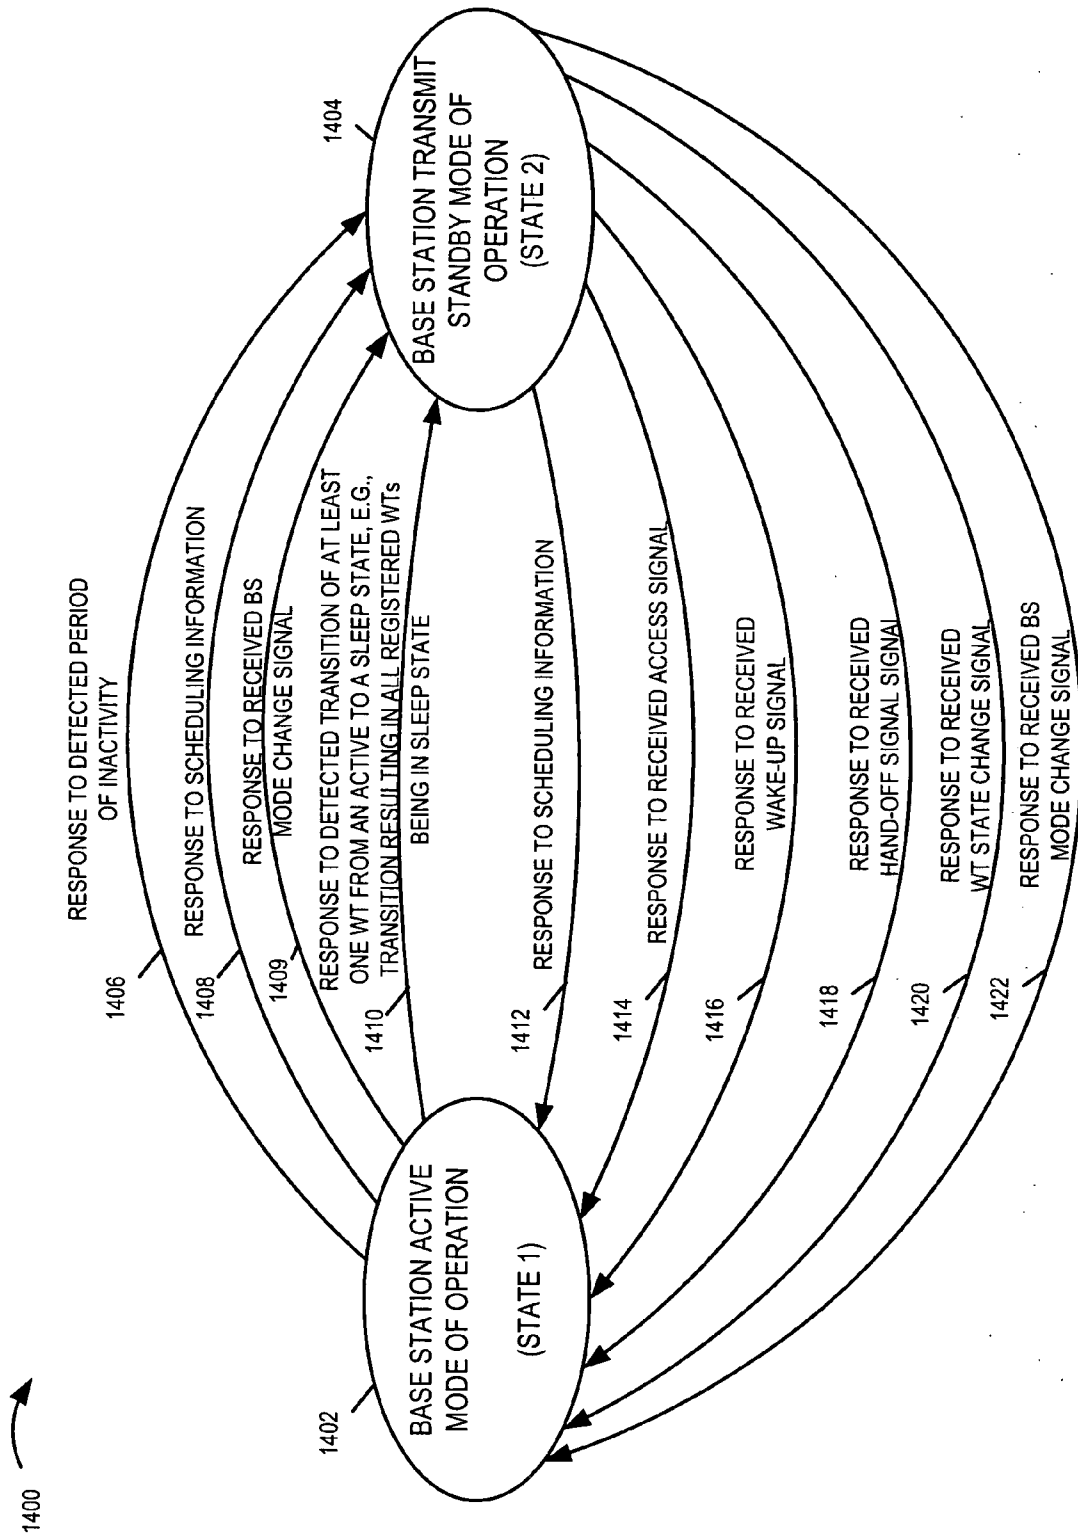 1400
1402
BASE STATION ACTIVE
MODE OF OPERATION
(STATE 1)
1404
BASE STATION TRANSMIT
STANDBY MODE OF
OPERATION
(STATE 2)
1406
RESPONSE TO DETECTED PERIOD
OF INACTIVITY
1408
RESPONSE TO SCHEDULING INFORMATION
1409
RESPONSE TO RECEIVED BS
MODE CHANGE SIGNAL
1410
RESPONSE TO DETECTED TRANSITION OF AT LEAST
ONE WT FROM AN ACTIVE TO A SLEEP STATE, E.G.,
TRANSITION RESULTING IN ALL REGISTERED WTs
BEING IN SLEEP STATE
1412
RESPONSE TO SCHEDULING INFORMATION
1414
RESPONSE TO RECEIVED ACCESS SIGNAL
1416
RESPONSE TO RECEIVED
WAKE-UP SIGNAL
1418
RESPONSE TO RECEIVED
HAND-OFF SIGNAL SIGNAL
1420
RESPONSE TO RECEIVED
WT STATE CHANGE SIGNAL
1422
RESPONSE TO RECEIVED BS
MODE CHANGE SIGNAL